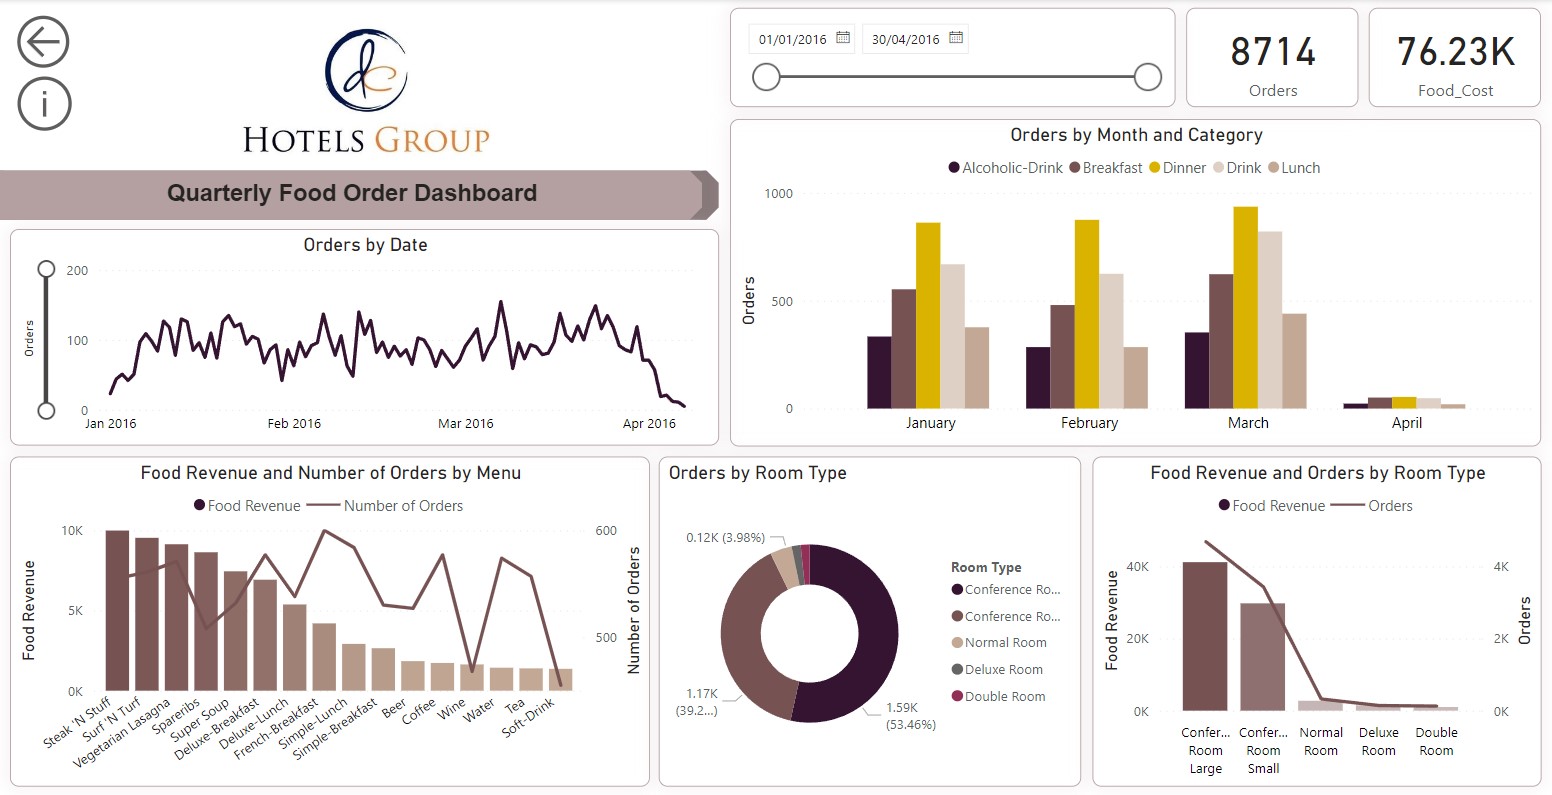 dc
HOTELS GROUP
Quarterly Food Order Dashboard
01/01/2016
30/04/2016
8714
Orders
76.23K
Food_Cost
Orders by Date
Orders
200
100
0
Jan 2016 Feb 2016 Mar 2016 Apr 2016
Orders by Month and Category
Alcoholic-Drink Breakfast Dinner Drink Lunch
Orders
1000
500
0
January February March April
Food Revenue and Number of Orders by Menu
Food Revenue Number of Orders
Food Revenue
10K
5K
0K
600
500
Number of Orders
Steak 'N Stuff
Surf 'N Turf
Vegetarian Lasagna
Spareribs
Super Soup
Deluxe-Breakfast
Deluxe-Lunch
French-Breakfast
Simple-Lunch
Simple-Breakfast
Beer
Coffee
Wine
Water
Tea
Soft-Drink
Orders by Room Type
0.12K (3.98%)
1.17K
(39.2...)
1.59K
(53.46%)
Room Type
Conference Ro...
Conference Ro...
Normal Room
Deluxe Room
Double Room
Food Revenue and Orders by Room Type
Food Revenue Orders
Food Revenue
40K
20K
0K
4K
2K
0K
Orders
Confer...
Room
Large
Confer...
Room
Small
Normal
Room
Deluxe
Room
Double
Room